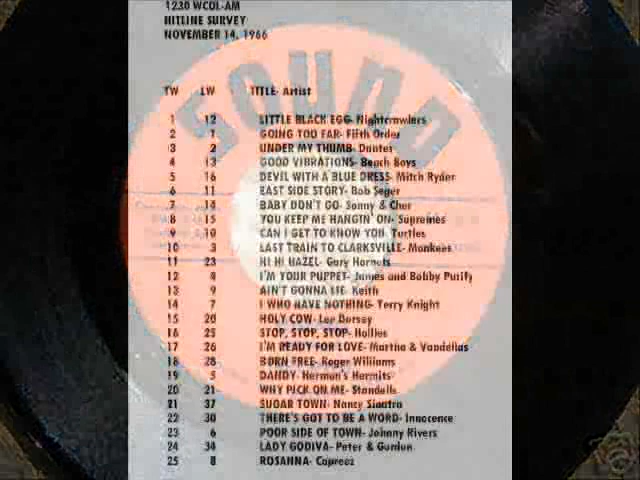 1230 WCOL-AM
HITLINE SURVEY
NOVEMBER 14, 1966
SOUND
TW LW TITLE- Artist
1 12 LITTLE BLACK EGG- Nightcrawlers
2 1 GOING TOO FAR- Fifth Order
3 2 UNDER MY THUMB- Dantes
4 13 GOOD VIBRATIONS- Beach Boys
5 16 DEVIL WITH A BLUE DRESS- Mitch Ryder
6 11 EAST SIDE STORY- Bob Seger
7 14 BABY DON'T GO- Sonny & Cher
8 15 YOU KEEP ME HANGIN' ON- Supremes
9 10 CAN I GET TO KNOW YOU- Turtles
10 3 LAST TRAIN TO CLARKSVILLE- Monkees
11 23 HI HI HAZEL- Gary Hornets
12 4 I'M YOUR PUPPET- James and Bobby Purify
13 9 AIN'T GONNA LIE- Keith
14 7 I WHO HAVE NOTHING- Terry Knight
15 20 HOLY COW- Lee Dorsey
16 25 STOP, STOP, STOP- Hollies
17 26 I'M READY FOR LOVE- Martha & Vandellas
18 28 BORN FREE- Roger Williams
19 5 DANDY- Herman's Hermits
20 21- WHY PICK ON ME- Standells
21 37 SUGAR TOWN- Nancy Sinatra
22 30 THERE'S GOT TO BE A WORD- Innocence
23 6 POOR SIDE OF TOWN- Johnny Rivers
24 34 LADY GODIVA- Peter & Gordon
25 8 ROSANNA- Capreez